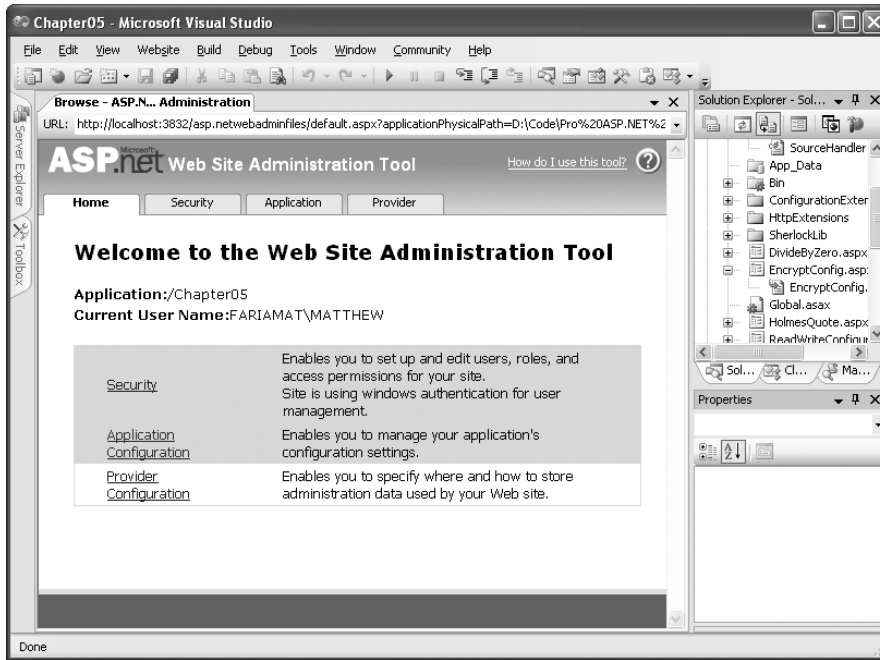 Chapter05 - Microsoft Visual Studio
File Edit View Website Build Debug Tools Window Community Help
Server Explorer
Toolbox
Browse - ASP.N... Administration
URL: http://localhost:3832/asp.netwebadminfiles/default.aspx?applicationPhysicalPath=D:\Code\Pro%20ASP.NET%2
Microsoft
ASP.net Web Site Administration Tool
How do I use this tool? ?
Home Security Application Provider
Welcome to the Web Site Administration Tool
Application:/Chapter05
Current User Name:FARIAMAT\MATTHEW
Security
Enables you to set up and edit users, roles, and
access permissions for your site.
Site is using windows authentication for user
management.
Application
Configuration
Enables you to manage your application's
configuration settings.
Provider
Configuration
Enables you to specify where and how to store
administration data used by your Web site.
Solution Explorer - Sol...
SourceHandler
App_Data
Bin
ConfigurationExter
HttpExtensions
SherlockLib
DivideByZero.aspx
EncryptConfig.asp
EncryptConfig.
Global.asax
HolmesQuote.aspx
ReadWriteConfigur
Sol... Cl... Ma...
Properties
Done